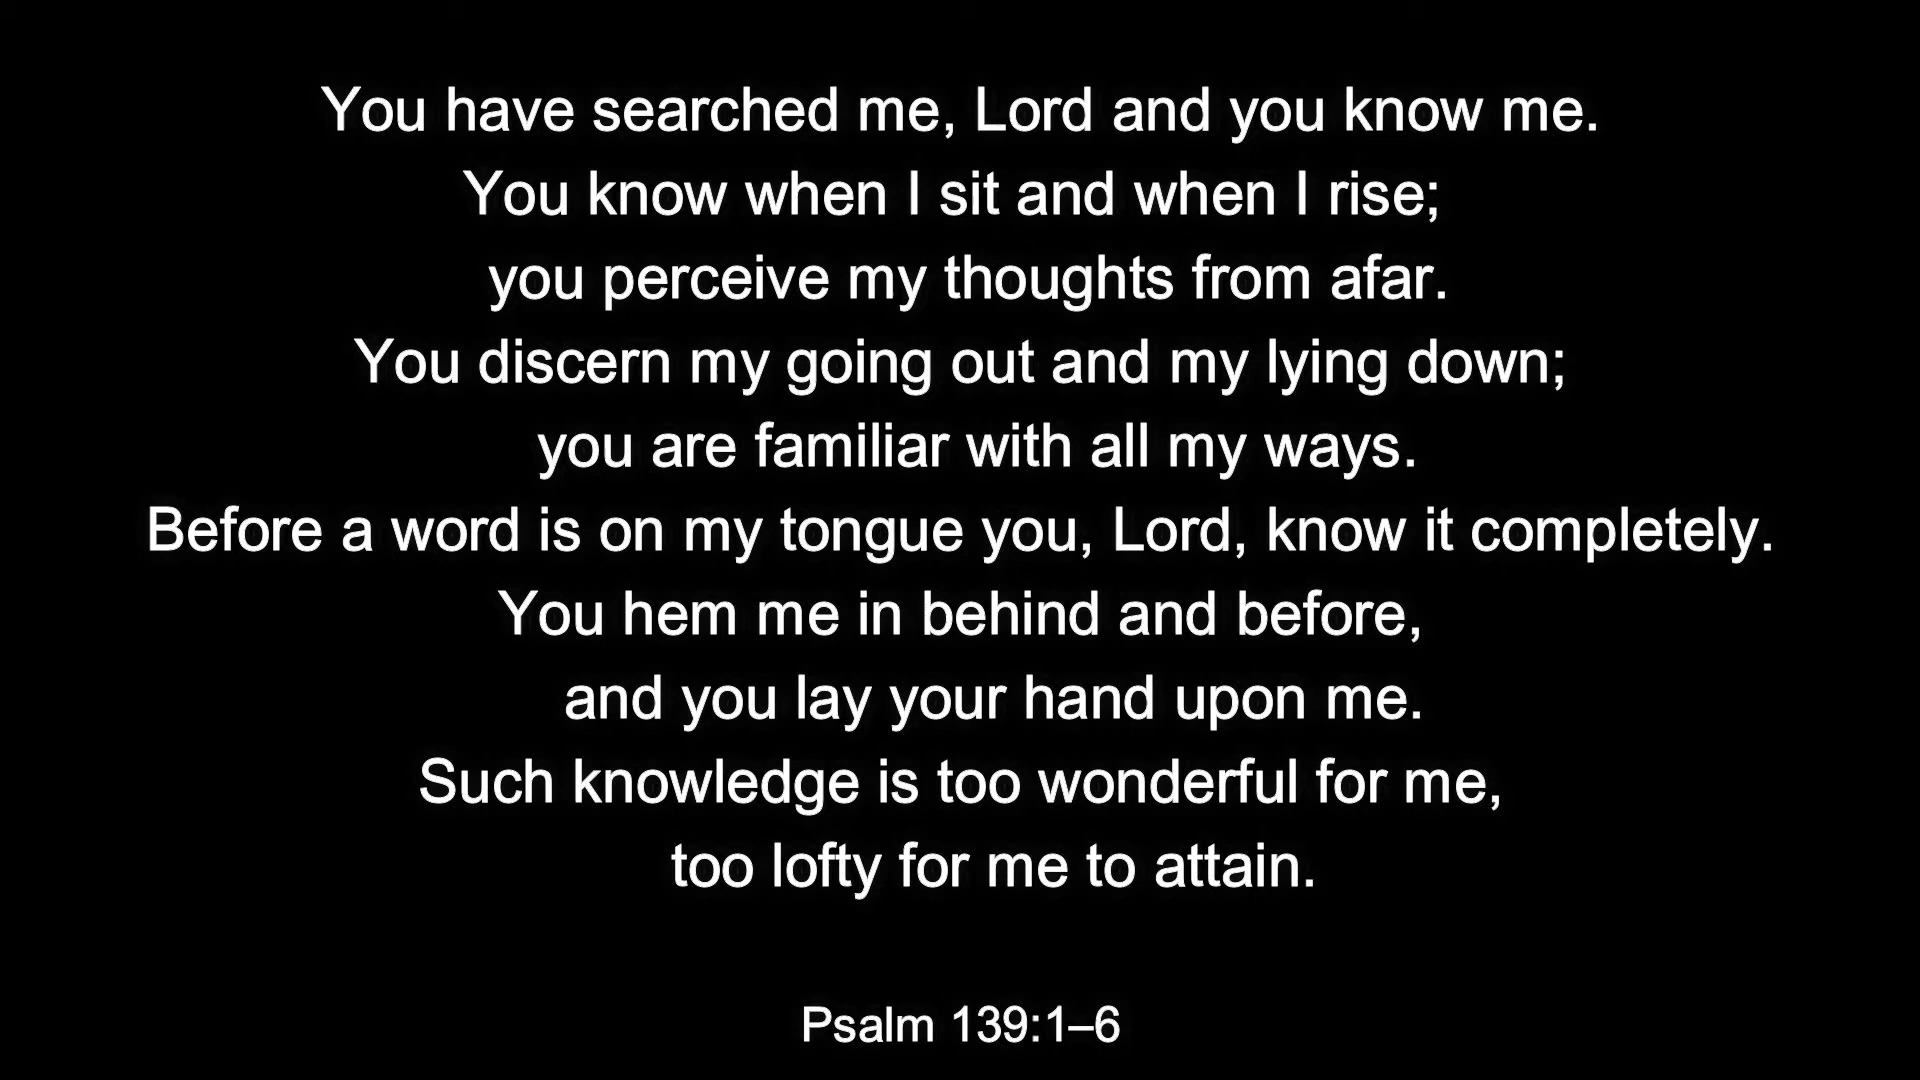 You have searched me, Lord and you know me.
You know when I sit and when I rise;
you perceive my thoughts from afar.
You discern my going out and my lying down;
you are familiar with all my ways.
Before a word is on my tongue you, Lord, know it completely.
You hem me in behind and before,
and you lay your hand upon me.
Such knowledge is too wonderful for me,
too lofty for me to attain.
Psalm 139:1–6